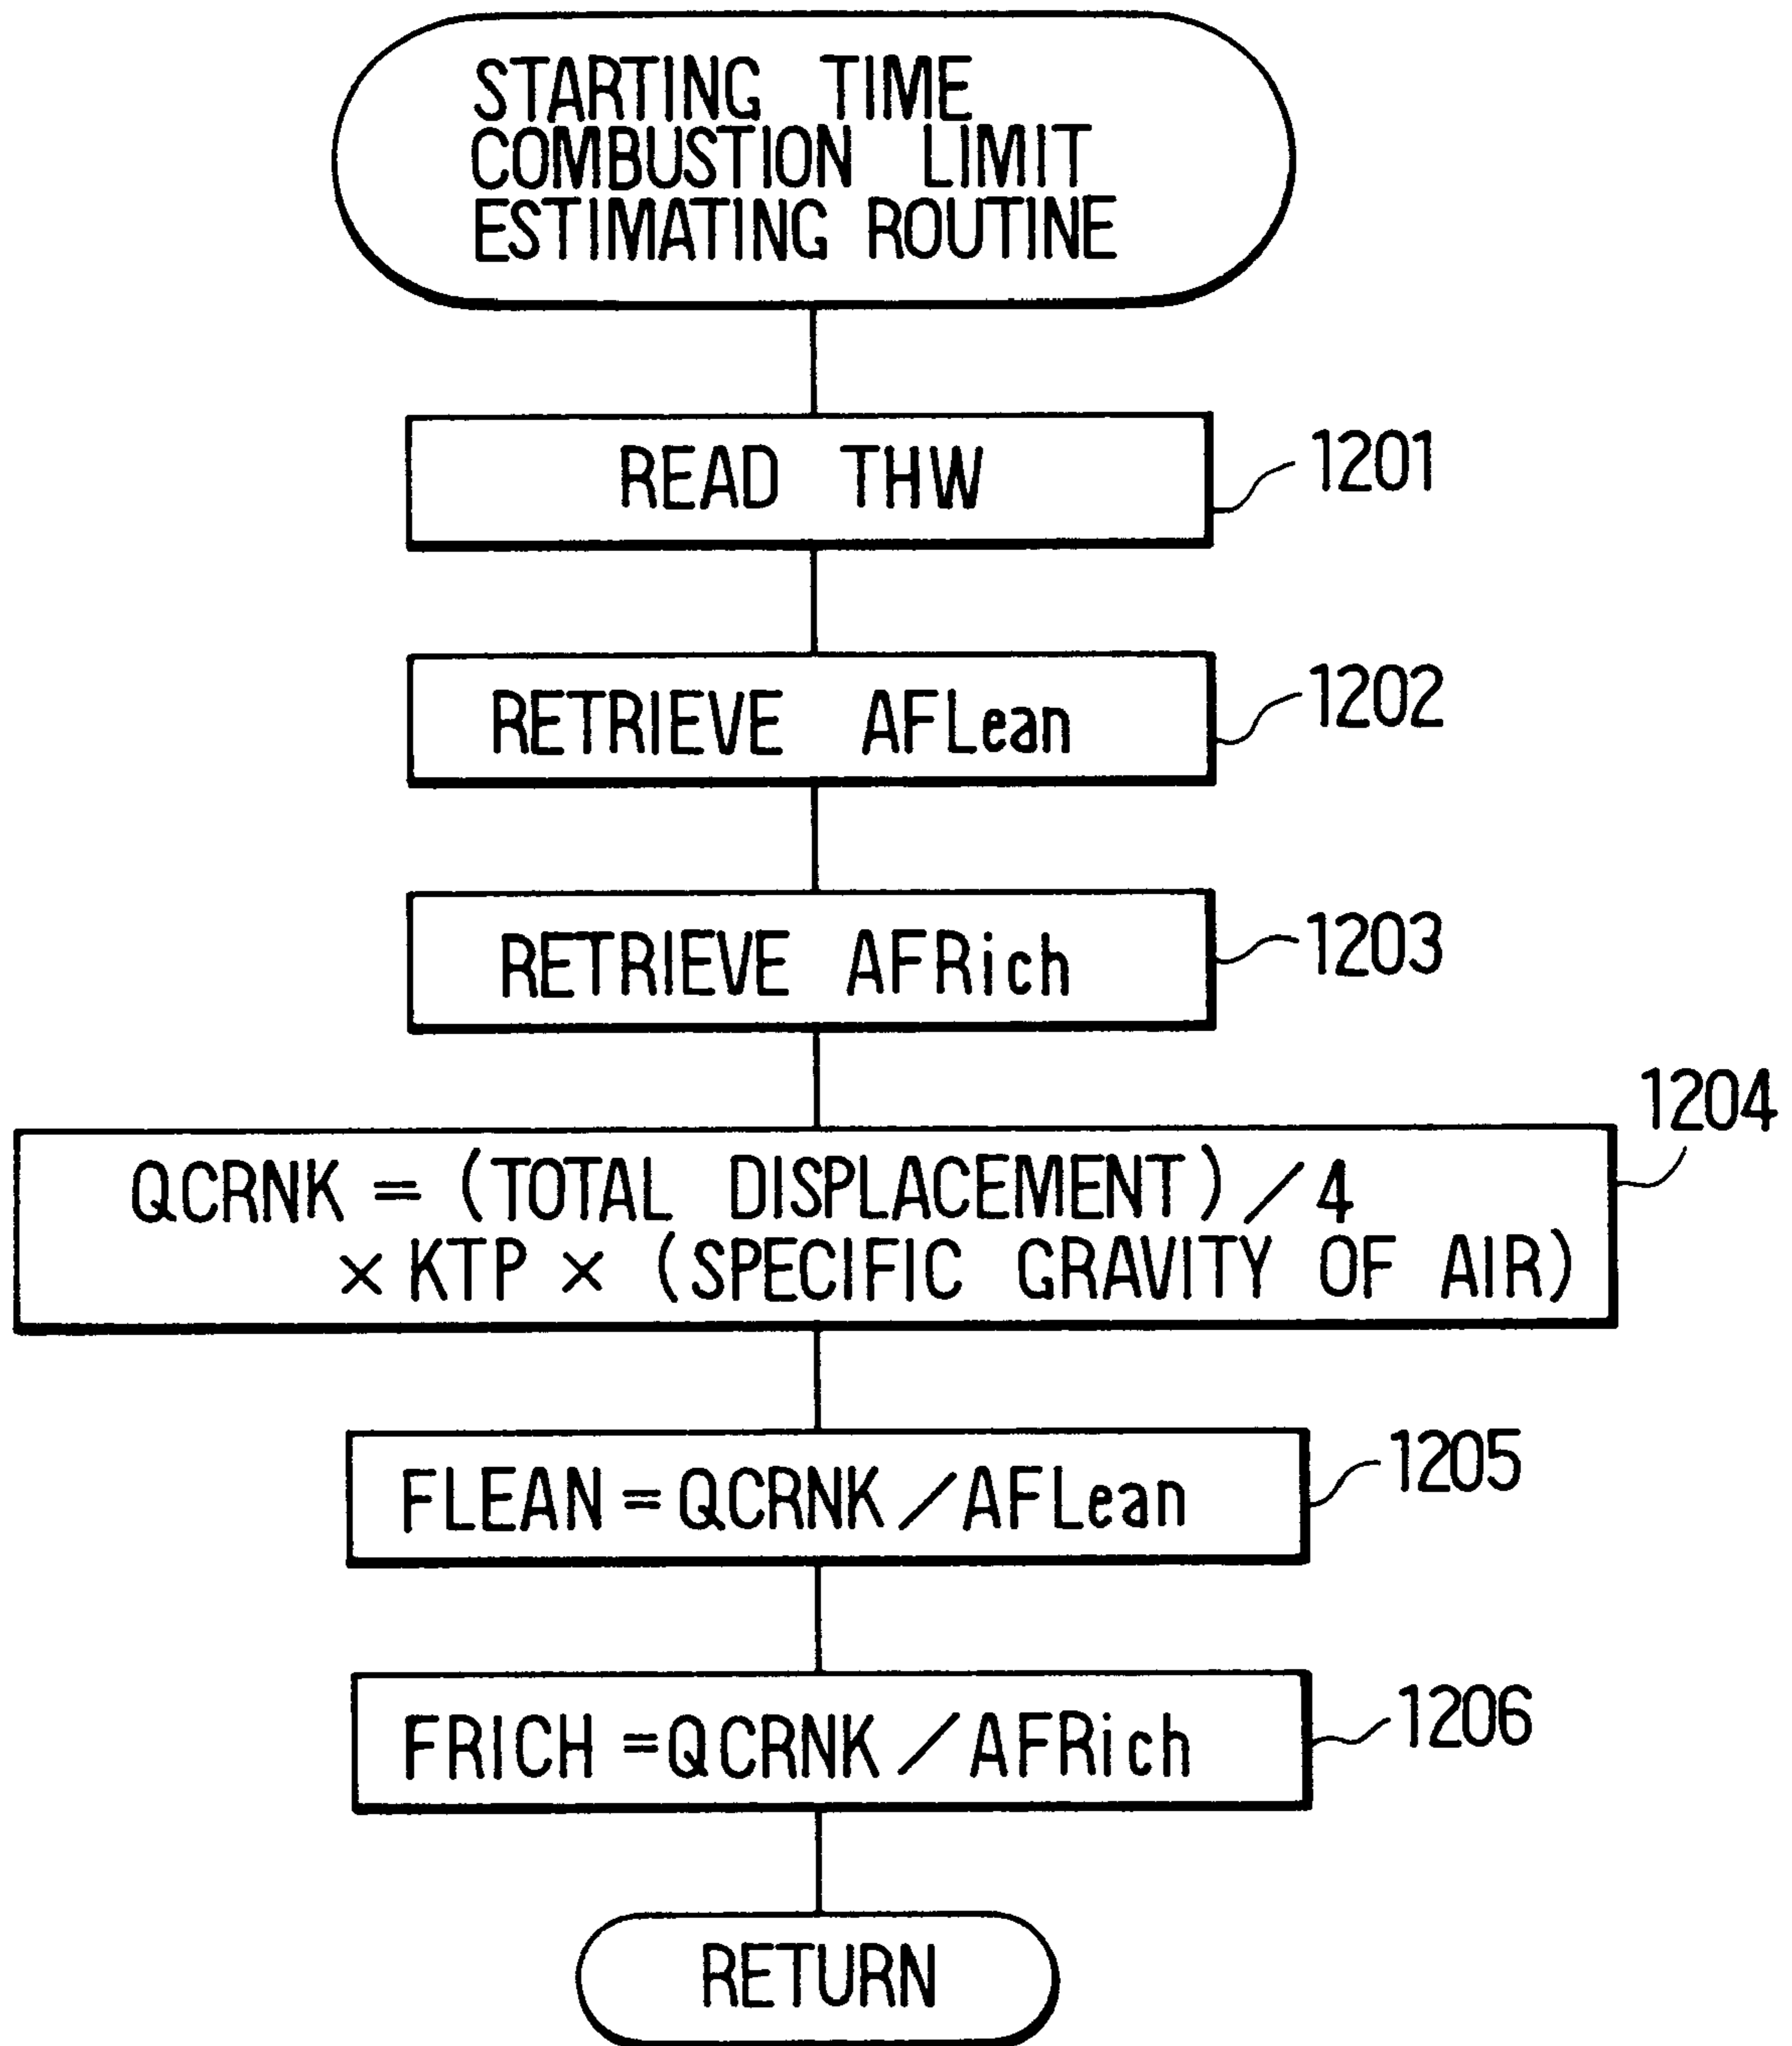 STARTING TIME
COMBUSTION LIMIT
ESTIMATING ROUTINE
READ THW
1201
RETRIEVE AFLean
1202
RETRIEVE AFRich
1203
1204
QCRNK = (TOTAL DISPLACEMENT) / 4
× KTP × (SPECIFIC GRAVITY OF AIR)
FLEAN = QCRNK / AFLean
1205
FRICH = QCRNK / AFRich
1206
RETURN